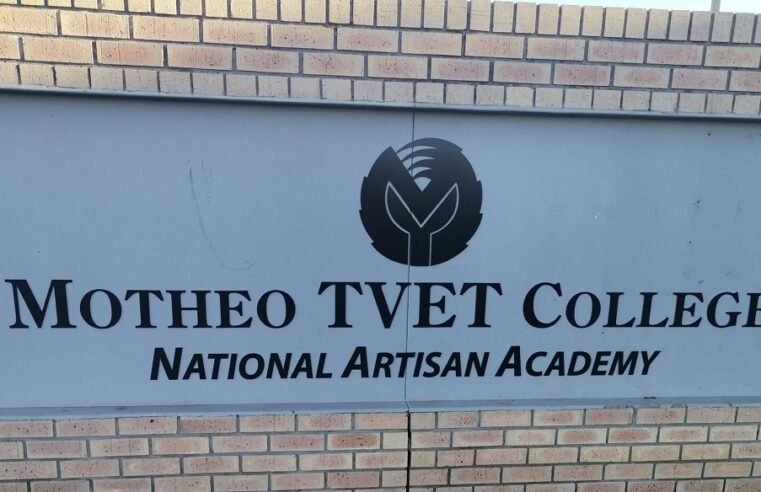 MOTHEO TVET COLLEGE
NATIONAL ARTISAN ACADEMY